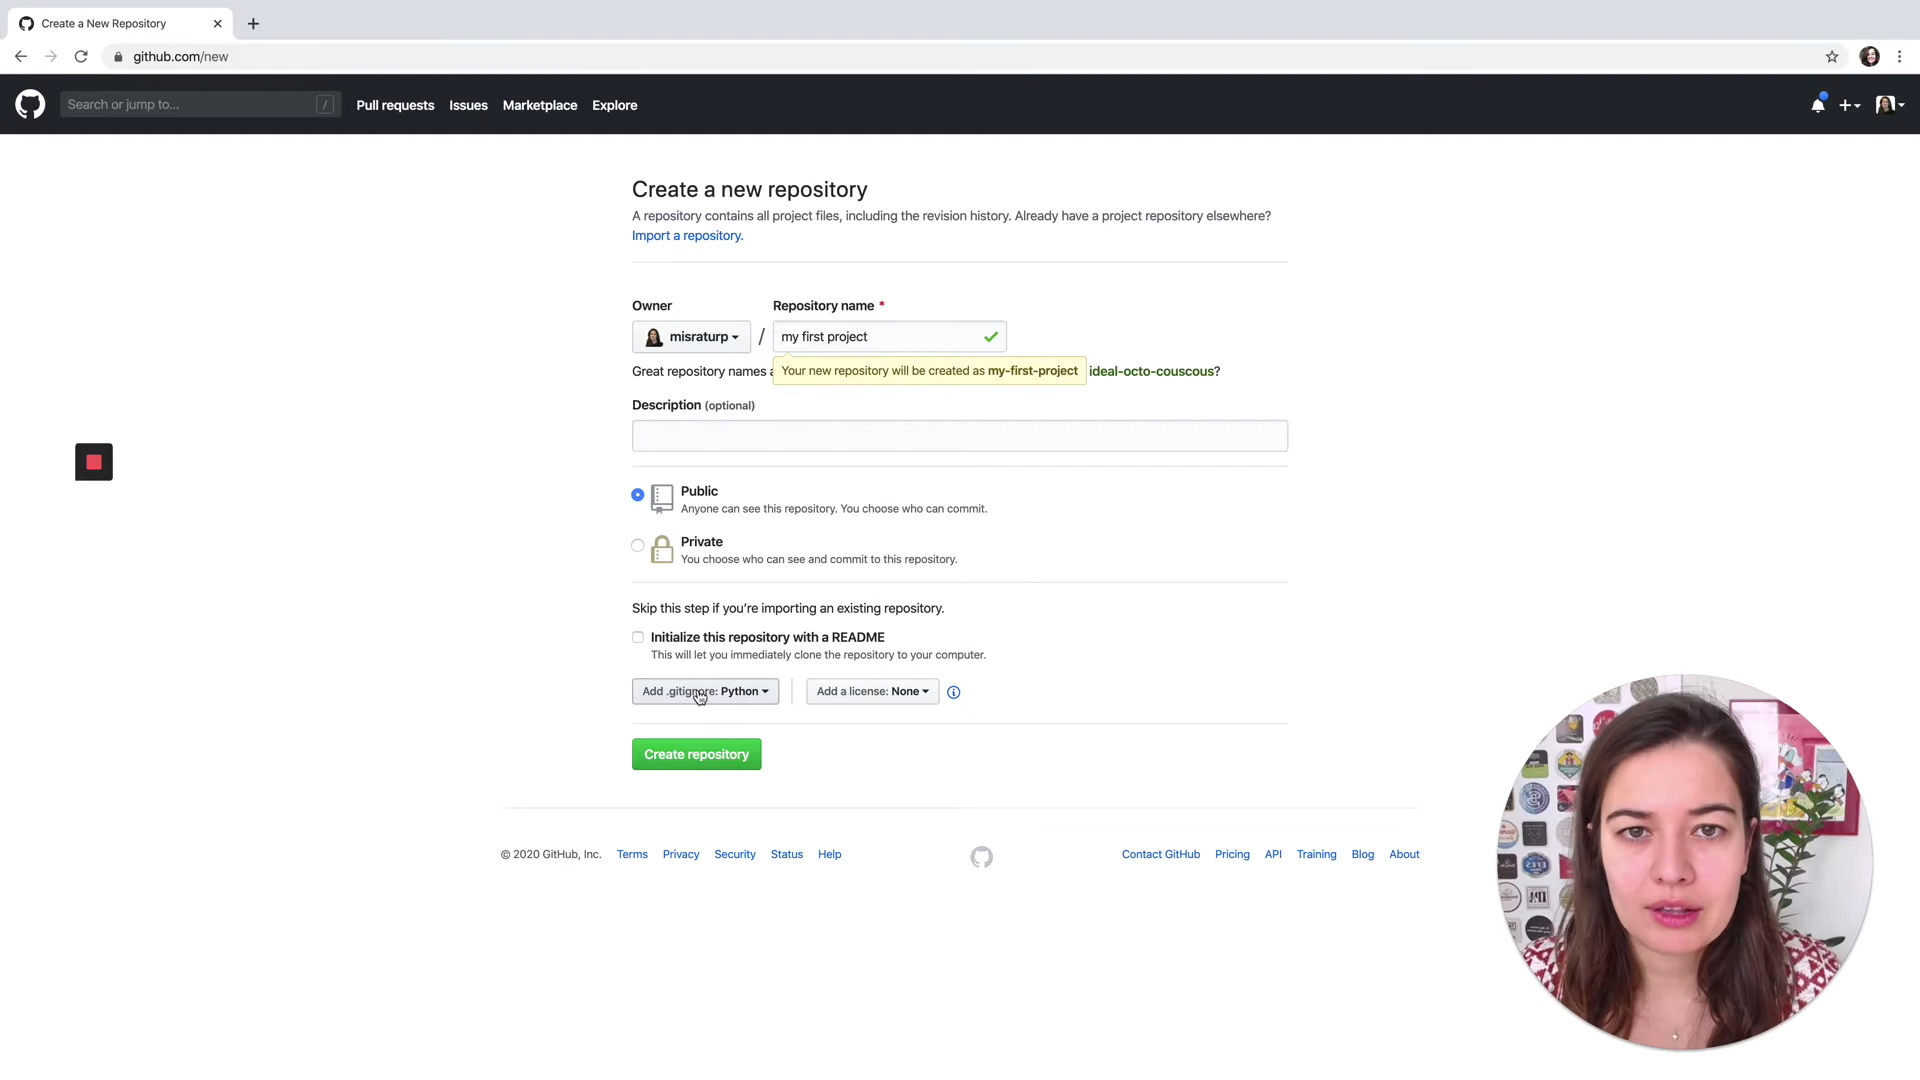 Create a New Repository
github.com/new
Search or jump to... /
Pull requests Issues Marketplace Explore
Create a new repository
A repository contains all project files, including the revision history. Already have a project repository elsewhere?
Import a repository.
Owner Repository name *
misraturp / my first project
Great repository names a Your new repository will be created as my-first-project ideal-octo-couscous?
Description (optional)
Public
Anyone can see this repository. You choose who can commit.
Private
You choose who can see and commit to this repository.
Skip this step if you're importing an existing repository.
Initialize this repository with a README
This will let you immediately clone the repository to your computer.
Add .gitignore: Python Add a license: None
Create repository
© 2020 GitHub, Inc. Terms Privacy Security Status Help Contact GitHub Pricing API Training Blog About